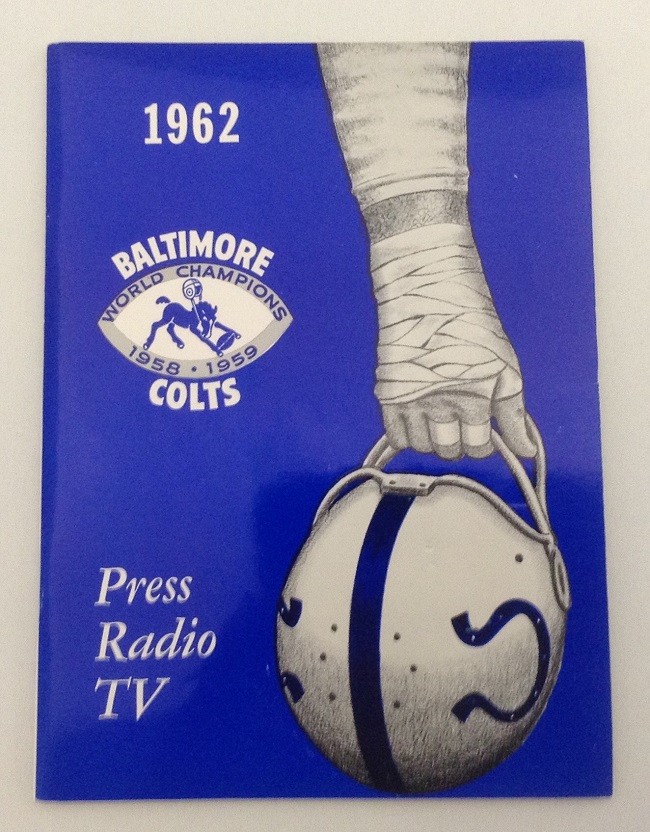 1962
BALTIMORE
WORLD CHAMPIONS
1958 • 1959
COLTS
Press
Radio
TV